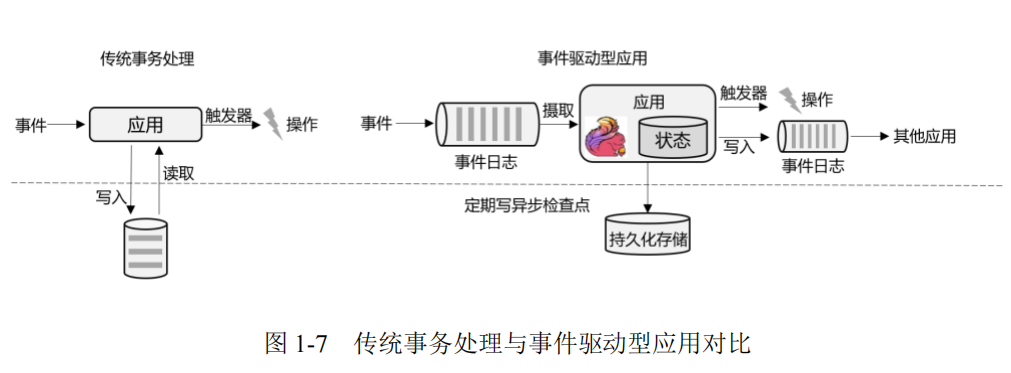 传统事务处理
事件驱动型应用
事件
应用
触发器
操作
写入
读取
事件
事件日志
摄取
应用
状态
触发器
操作
写入
事件日志
其他应用
定期写异步检查点
持久化存储
图 1-7 传统事务处理与事件驱动型应用对比